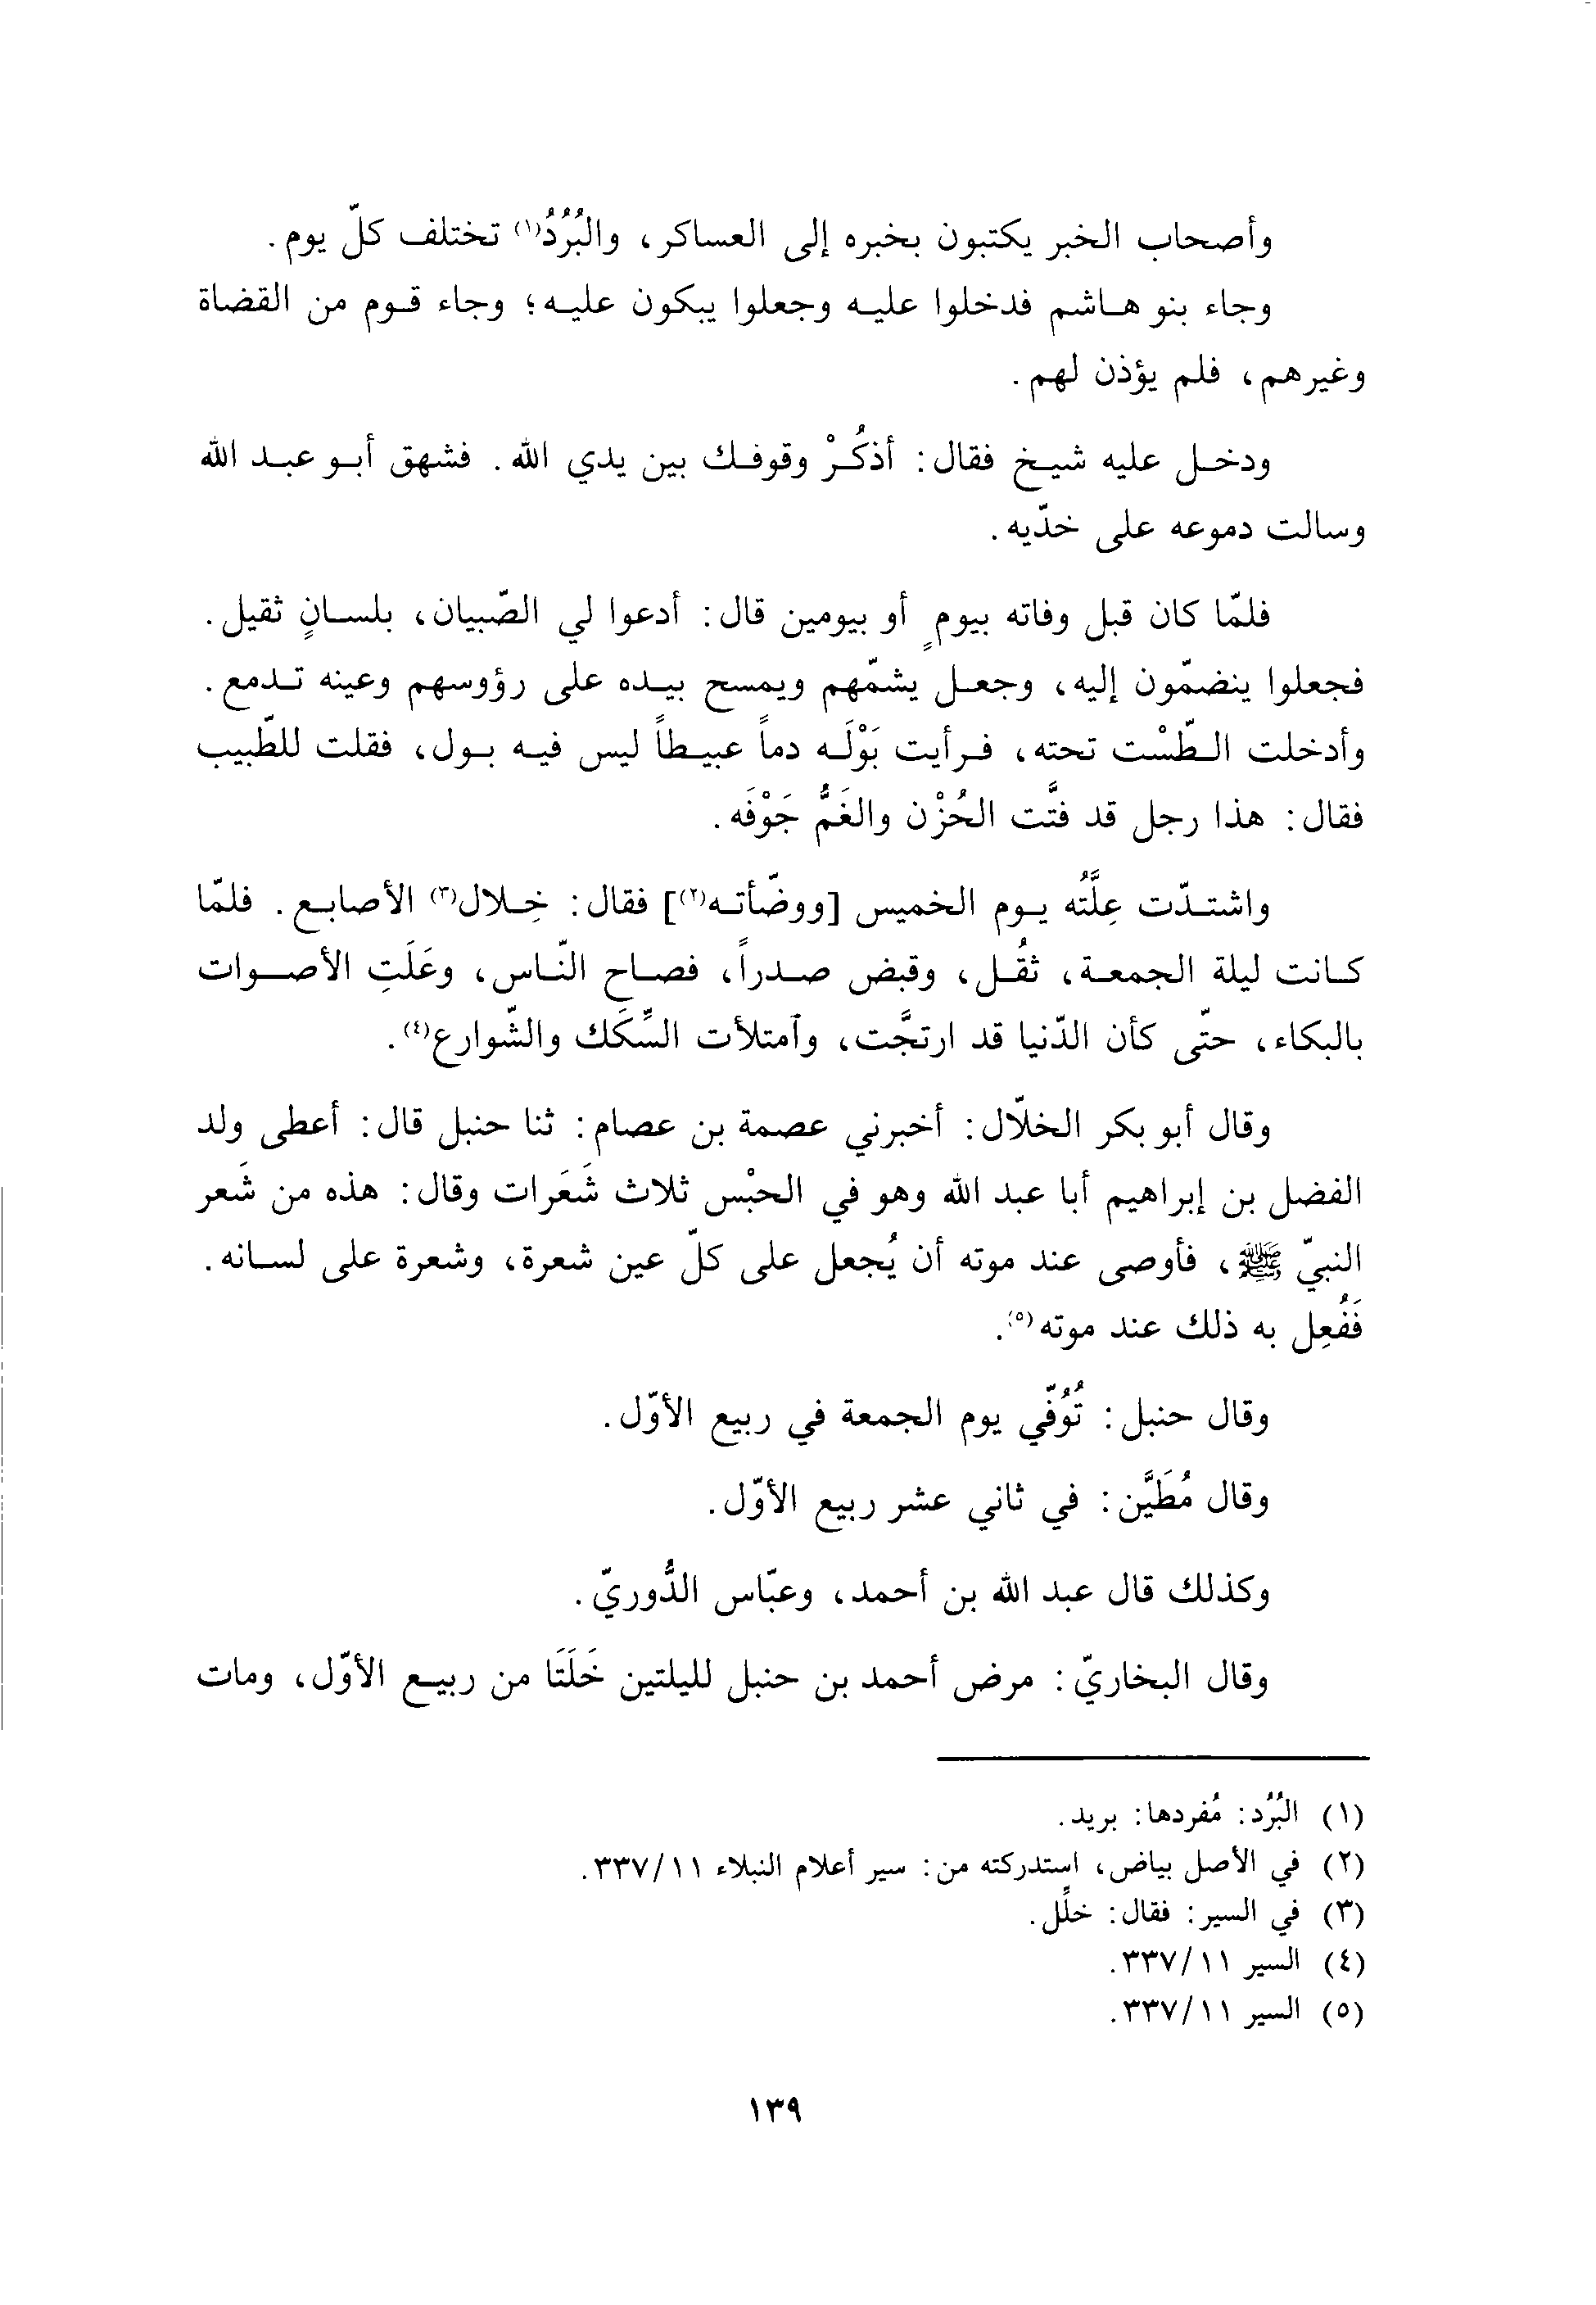 وأصحاب الخبر يكتبون بخبره إلى العساكر، والبُرُدُ(١) تختلف كلّ يوم.
وجاء بنو هاشم فدخلوا عليه وجعلوا يبكون عليه؛ وجاء قوم من القضاة
وغيرهم، فلم يؤذن لهم.
ودخل عليه شيخ فقال: أذكُرْ وقوفك بين يدي الله. فشهق أبو عبد الله
وسالت دموعه على خدّيه.
فلمّا كان قبل وفاته بيومٍ أو بيومين قال: أدعوا لي الصّبيان، بلسانٍ ثقيل.
فجعلوا ينضمّون إليه، وجعل يشمّهم ويمسح بيده على رؤوسهم وعينه تدمع.
وأدخلت الطّسْت تحته، فرأيت بَوْلَه دماً عبيطاً ليس فيه بول، فقلت للطّبيب
فقال: هذا رجل قد فتَّت الحُزْن والغَمُّ جَوْفَه.
واشتدّت عِلَّتُه يوم الخميس [ووضّأته(٢)] فقال: خِلال(٣) الأصابع. فلمّا
كانت ليلة الجمعة، ثقُل، وقبض صدراً، فصاح النّاس، وعَلَتِ الأصوات
بالبكاء، حتّى كأن الدّنيا قد ارتجَّت، وآمتلأت السِّكَك والشّوارع(٤).
وقال أبو بكر الخلّال: أخبرني عصمة بن عصام: ثنا حنبل قال: أعطى ولد
الفضل بن إبراهيم أبا عبد الله وهو في الحبْس ثلاث شَعَرات وقال: هذه من شَعر
النبيّ ﷺ، فأوصى عند موته أن يُجعل على كلّ عين شعرة، وشعرة على لسانه.
فَفُعِل به ذلك عند موته(٥).
وقال حنبل: تُوُفّي يوم الجمعة في ربيع الأوّل.
وقال مُطَيَّن: في ثاني عشر ربيع الأوّل.
وكذلك قال عبد الله بن أحمد، وعبّاس الدُّوريّ.
وقال البخاريّ: مرض أحمد بن حنبل لليلتين خَلَتَا من ربيع الأوّل، ومات
(١) البُرُد: مُفردها: بريد.
(٢) في الأصل بياض، استدركته من: سير أعلام النبلاء ٣٣٧/١١.
(٣) في السير: فقال: خلِّل.
(٤) السير ٣٣٧/١١.
(٥) السير ٣٣٧/١١.
١٣٩